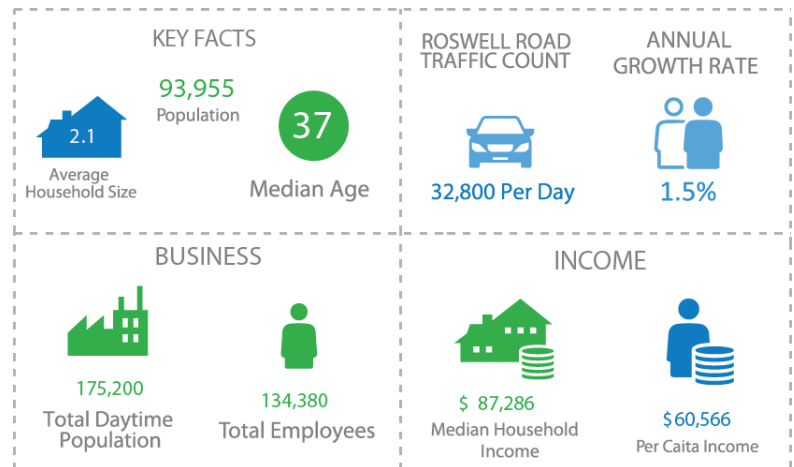 KEY FACTS
93,955
Population
2.1
Average
Household Size
37
Median Age
ROSWELL ROAD
TRAFFIC COUNT
32,800 Per Day
ANNUAL
GROWTH RATE
1.5%
BUSINESS
175,200
Total Daytime
Population
134,380
Total Employees
INCOME
$ 87,286
Median Household
Income
$60,566
Per Caita Income